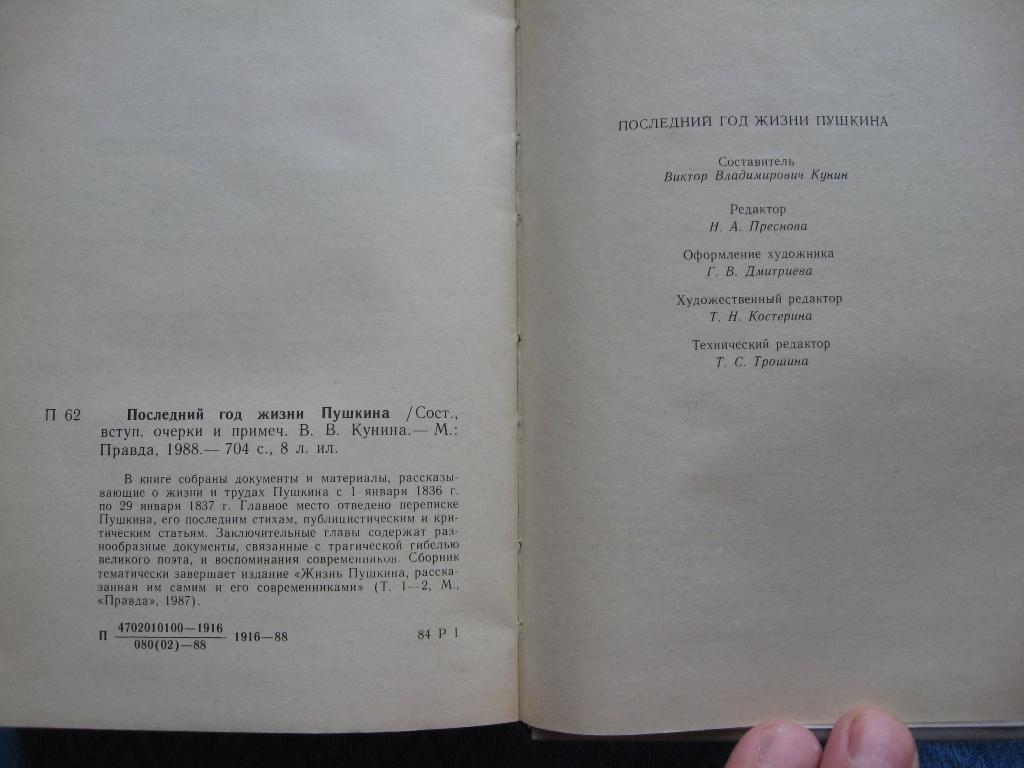 П 62
Последний год жизни Пушкина /Сост.,
вступ. очерки и примеч. В. В. Кунина.— М.:
Правда, 1988.— 704 с., 8 л. ил.
В книге собраны документы и материалы, рассказы-
вающие о жизни и трудах Пушкина с 1 января 1836 г.
по 29 января 1837 г. Главное место отведено переписке
Пушкина, его последним стихам, публицистическим и кри-
тическим статьям. Заключительные главы содержат раз-
нообразные документы, связанные с трагической гибелью
великого поэта, и воспоминания современников. Сборник
тематически завершает издание «Жизнь Пушкина, расска-
занная им самим и его современниками» (Т. 1—2, М.,
«Правда», 1987).
П 4702010100—1916 1916—88 84 Р 1
080(02)—88
ПОСЛЕДНИЙ ГОД ЖИЗНИ ПУШКИНА
Составитель
Виктор Владимирович Кунин
Редактор
Н. А. Преснова
Оформление художника
Г. В. Дмитриева
Художественный редактор
Т. Н. Костерина
Технический редактор
Т. С. Трошина